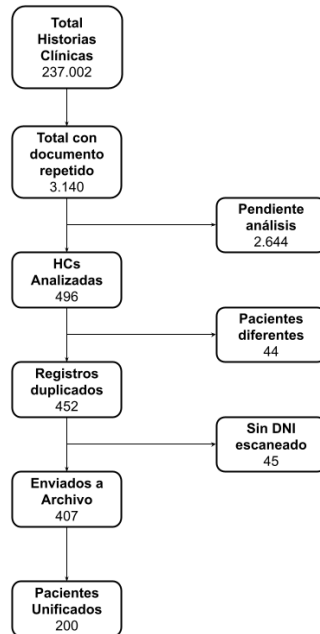 Total
Historias
Clínicas
237.002
Total con
documento
repetido
3.140
Pendiente
análisis
2.644
HCs
Analizadas
496
Pacientes
diferentes
44
Registros
duplicados
452
Sin DNI
escaneado
45
Enviados a
Archivo
407
Pacientes
Unificados
200